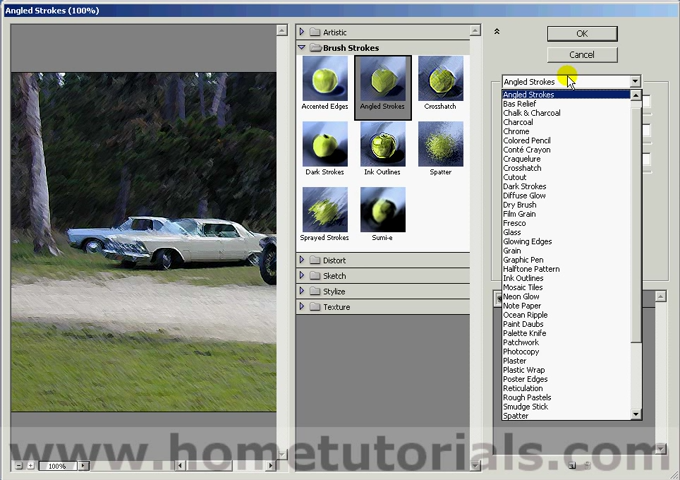 Angled Strokes (100%)
Artistic
Brush Strokes
Accented Edges
Angled Strokes
Crosshatch
Dark Strokes
Ink Outlines
Spatter
Sprayed Strokes
Sumi-e
Distort
Sketch
Stylize
Texture
OK
Cancel
Angled Strokes
Angled Strokes
Bas Relief
Chalk & Charcoal
Charcoal
Chrome
Colored Pencil
Conté Crayon
Craquelure
Crosshatch
Cutout
Dark Strokes
Diffuse Glow
Dry Brush
Film Grain
Fresco
Glass
Glowing Edges
Grain
Graphic Pen
Halftone Pattern
Ink Outlines
Mosaic Tiles
Neon Glow
Note Paper
Ocean Ripple
Paint Daubs
Palette Knife
Patchwork
Photocopy
Plaster
Plastic Wrap
Poster Edges
Reticulation
Rough Pastels
Smudge Stick
Spatter
www.hometutorials.com
100%